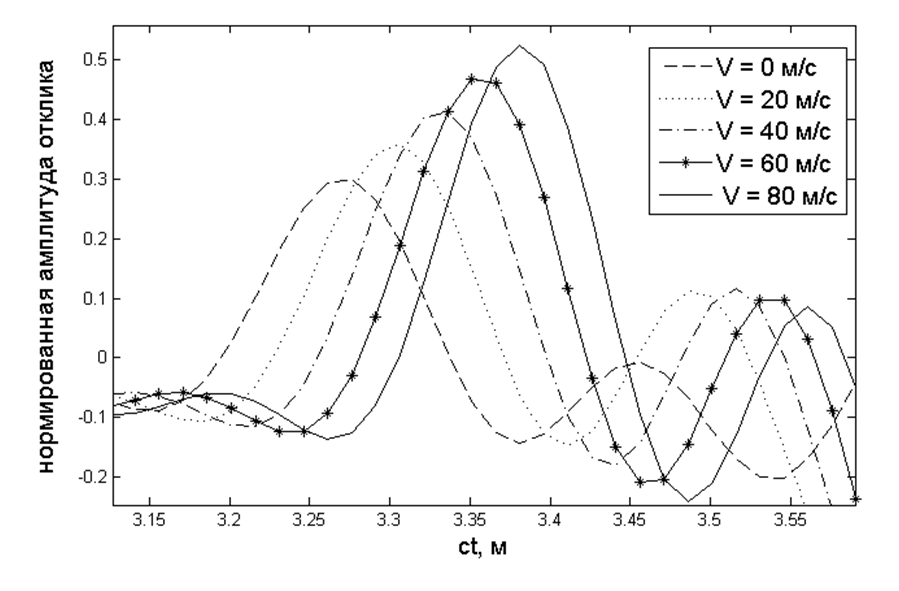 нормированная амплитуда отклика
0.5
0.4
0.3
0.2
0.1
0
-0.1
-0.2
V = 0 м/с
V = 20 м/с
V = 40 м/с
V = 60 м/с
V = 80 м/с
3.15 3.2 3.25 3.3 3.35 3.4 3.45 3.5 3.55
ct, м